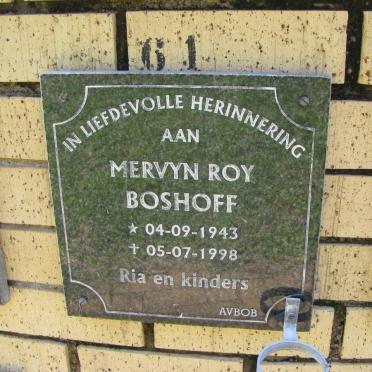 61
IN LIEFDEVOLLE HERINNERING
AAN
MERVYN ROY
BOSHOFF
★ 04-09-1943
✝ 05-07-1998
Ria en kinders
AVBOB